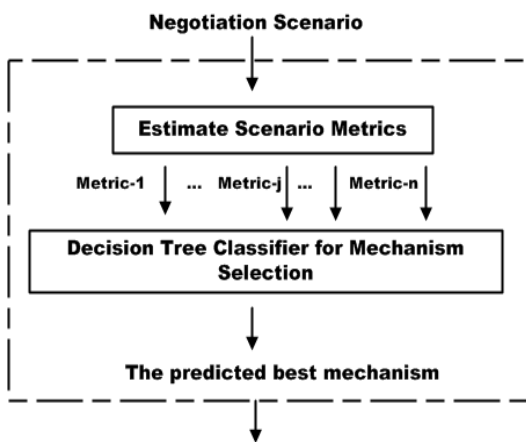 Negotiation Scenario
Estimate Scenario Metrics
Metric-1 ... Metric-j ... Metric-n
Decision Tree Classifier for Mechanism
Selection
The predicted best mechanism